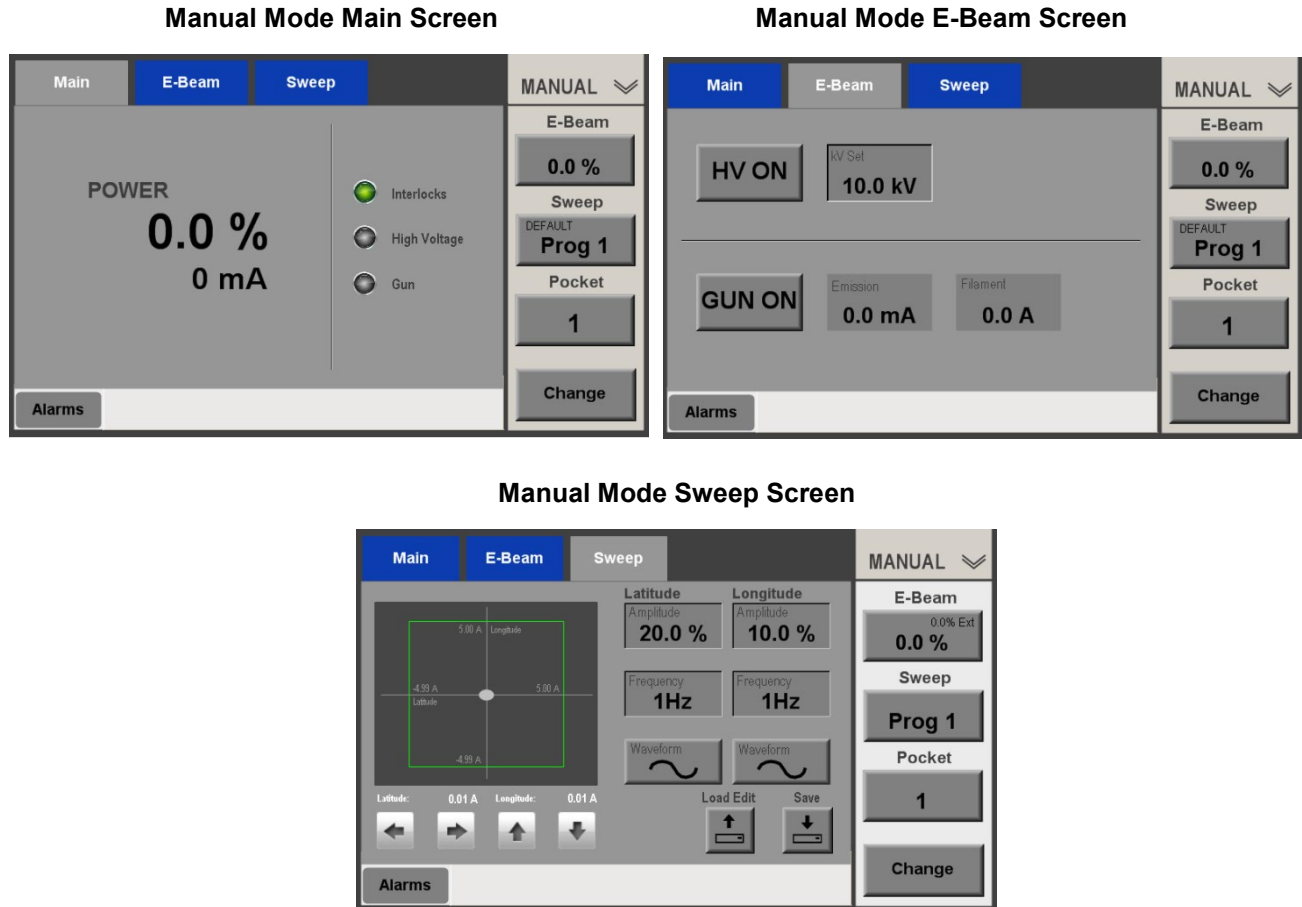 Manual Mode Main Screen
Main
E-Beam
Sweep
MANUAL
POWER
0.0 %
0 mA
Interlocks
High Voltage
Gun
E-Beam
0.0 %
Sweep
DEFAULT
Prog 1
Pocket
1
Change
Alarms
Manual Mode E-Beam Screen
Main
E-Beam
Sweep
MANUAL
HV ON
kV Set
10.0 kV
GUN ON
Emission
0.0 mA
Filament
0.0 A
E-Beam
0.0 %
Sweep
DEFAULT
Prog 1
Pocket
1
Change
Alarms
Manual Mode Sweep Screen
Main
E-Beam
Sweep
MANUAL
5.00 A Longitude
-4.99 A
Latitude
5.00 A
-4.99 A
Latitude: 0.01 A Longitude: 0.01 A
Latitude Longitude
Amplitude
20.0 %
Amplitude
10.0 %
Frequency
1Hz
Frequency
1Hz
Waveform
Waveform
Load Edit
Save
E-Beam
0.0% Ext
0.0 %
Sweep
Prog 1
Pocket
1
Change
Alarms